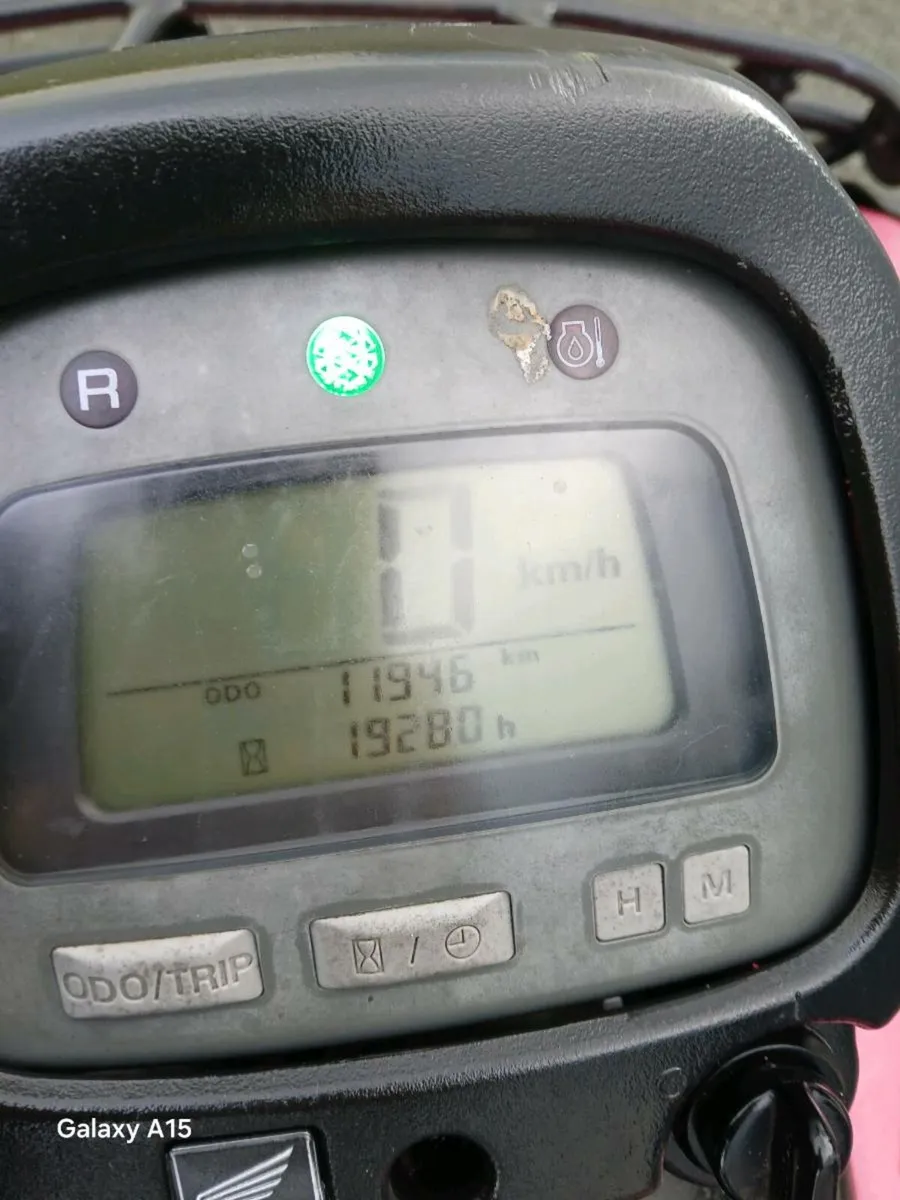 R
0
km/h
ODO 11946 km
19280 h
ODO/TRIP
/
H
M
Galaxy A15